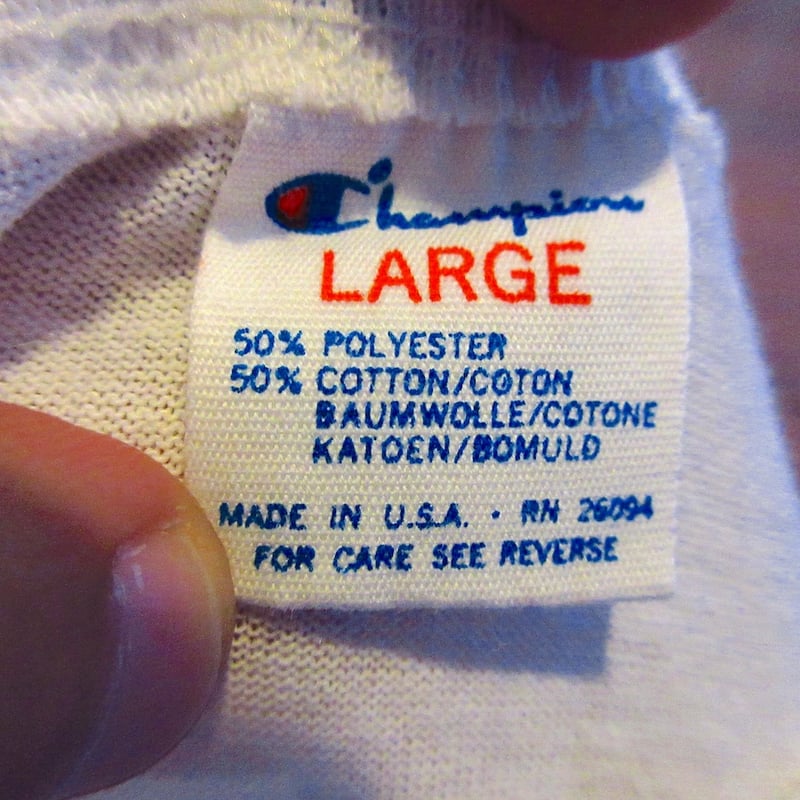 Champion
LARGE
50% POLYESTER
50% COTTON/COTON
BAUMWOLLE/COTONE
KATOEN/BOMULD
MADE IN U.S.A. · RN 26094
FOR CARE SEE REVERSE